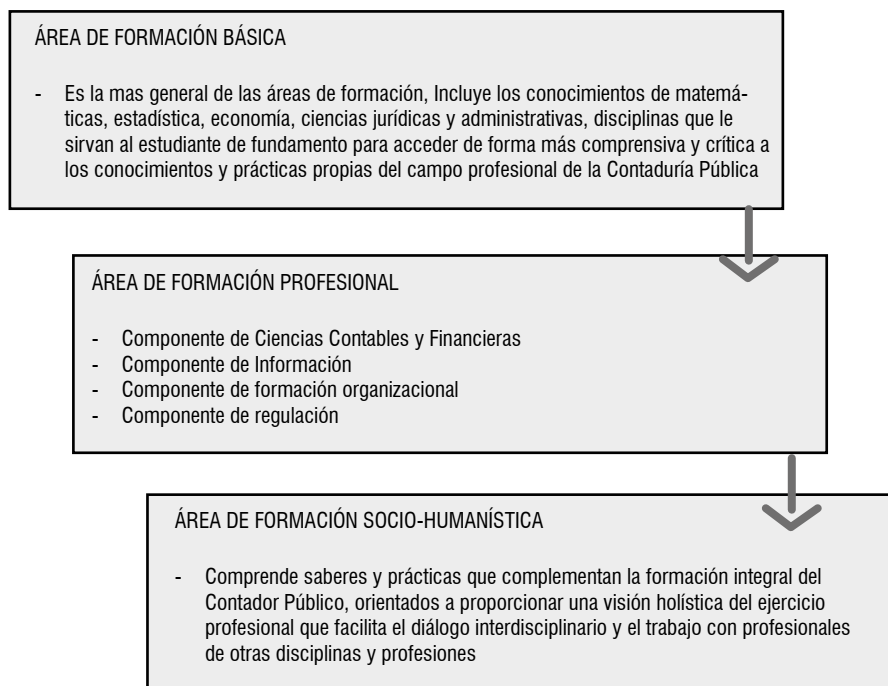 ÁREA DE FORMACIÓN BÁSICA
- Es la mas general de las áreas de formación, Incluye los conocimientos de matemá-
ticas, estadística, economía, ciencias jurídicas y administrativas, disciplinas que le
sirvan al estudiante de fundamento para acceder de forma más comprensiva y crítica a
los conocimientos y prácticas propias del campo profesional de la Contaduría Pública
ÁREA DE FORMACIÓN PROFESIONAL
- Componente de Ciencias Contables y Financieras
- Componente de Información
- Componente de formación organizacional
- Componente de regulación
ÁREA DE FORMACIÓN SOCIO-HUMANÍSTICA
- Comprende saberes y prácticas que complementan la formación integral del
Contador Público, orientados a proporcionar una visión holística del ejercicio
profesional que facilita el diálogo interdisciplinario y el trabajo con profesionales
de otras disciplinas y profesiones